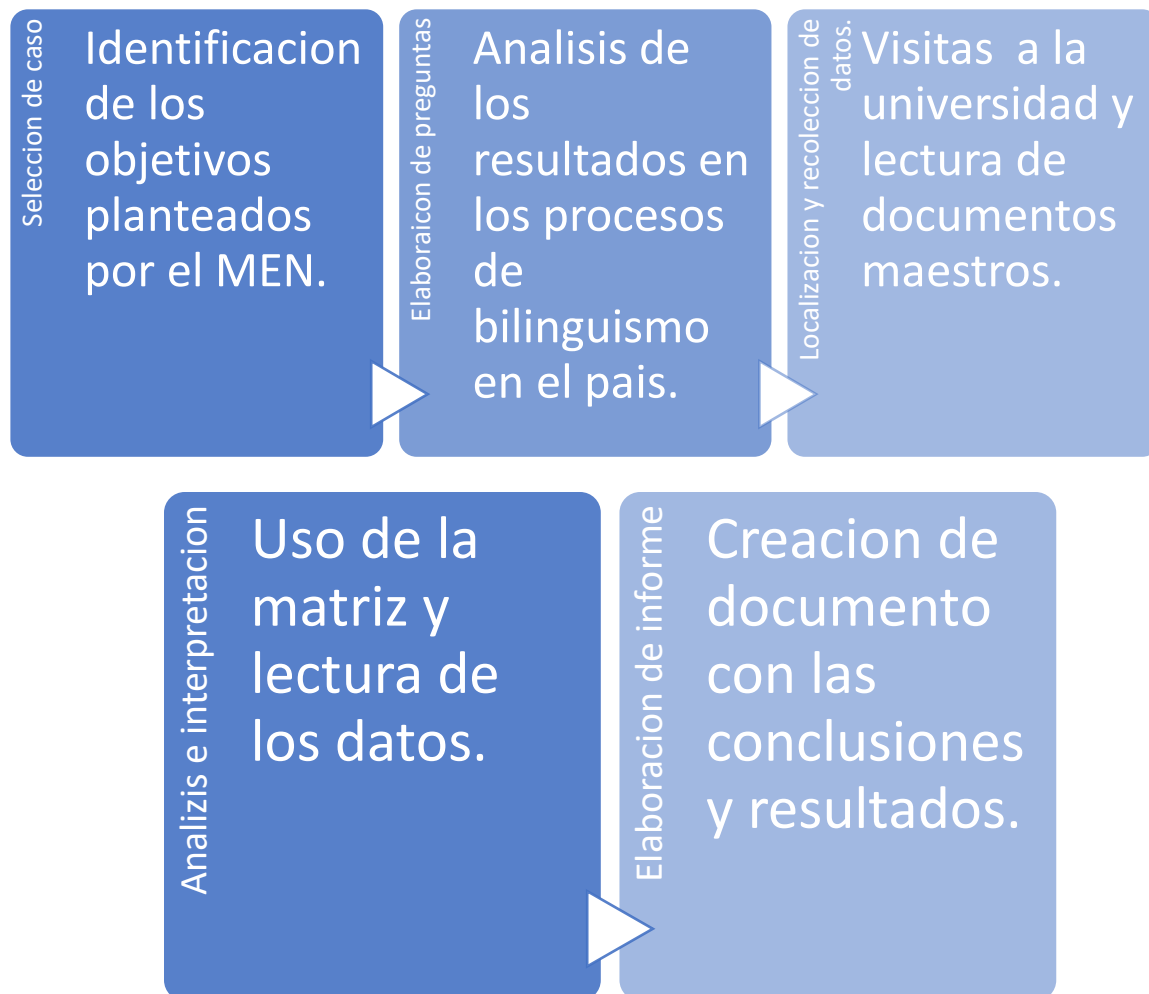 Seleccion de caso
Identificacion
de los
objetivos
planteados
por el MEN.
Elaboraicon de preguntas
Analisis de
los
resultados en
los procesos
de
bilinguismo
en el pais.
Localizacion y recoleccion de
datos.
Visitas a la
universidad y
lectura de
documentos
maestros.
Analizis e interpretacion
Uso de la
matriz y
lectura de
los datos.
Elaboracion de informe
Creacion de
documento
con las
conclusiones
y resultados.